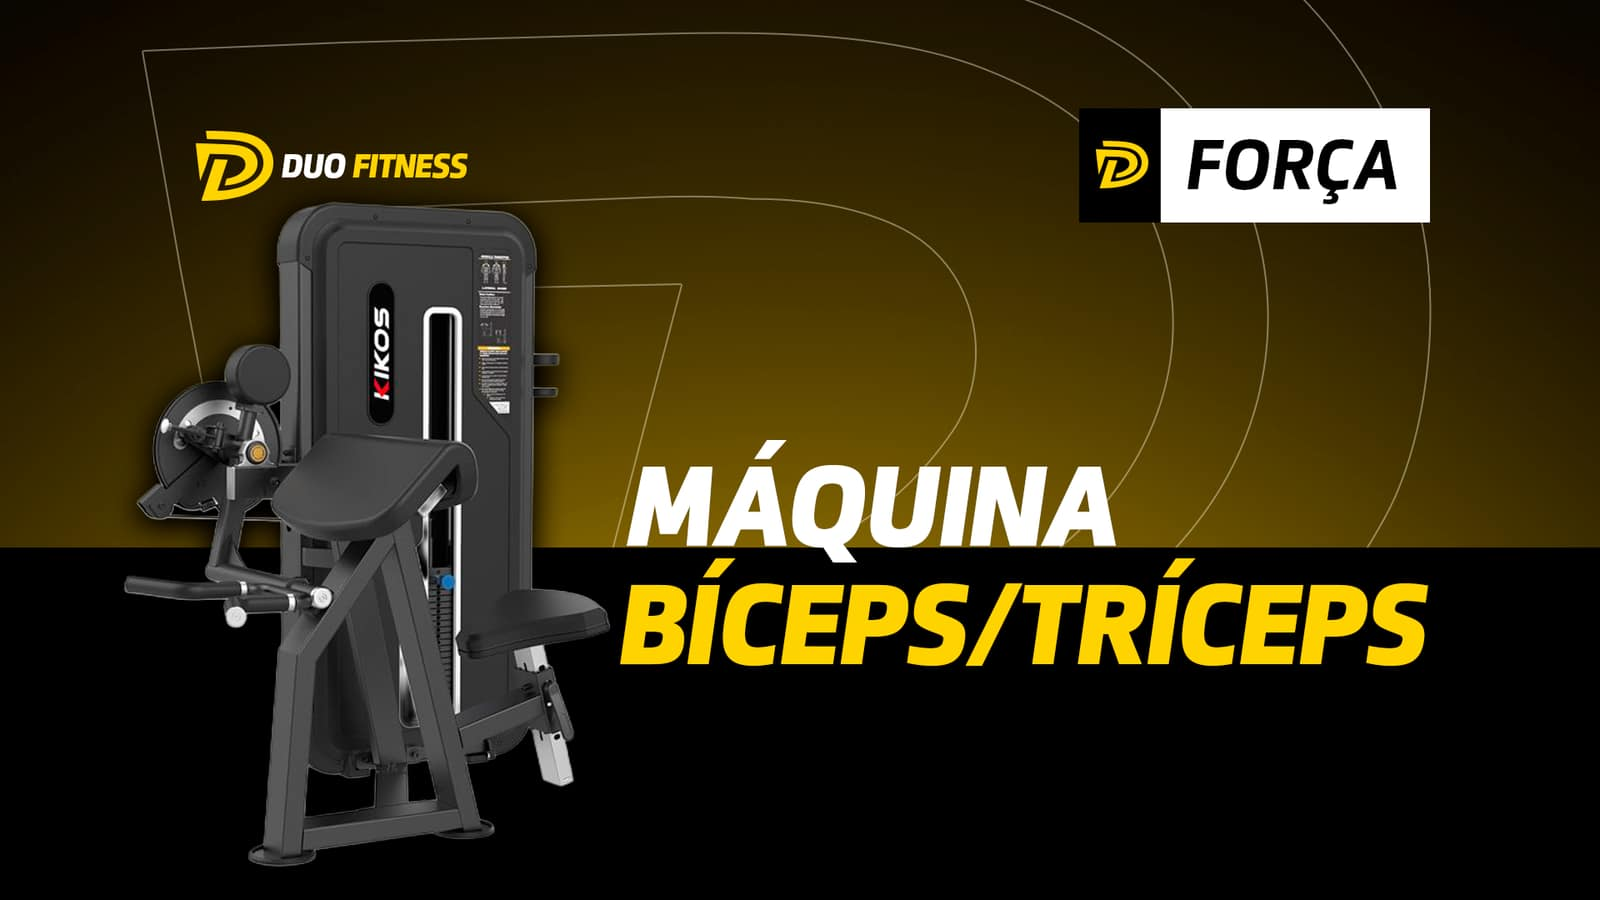 DUO FITNESS
FORÇA
KIKOS
MÁQUINA
BÍCEPS/TRÍCEPS